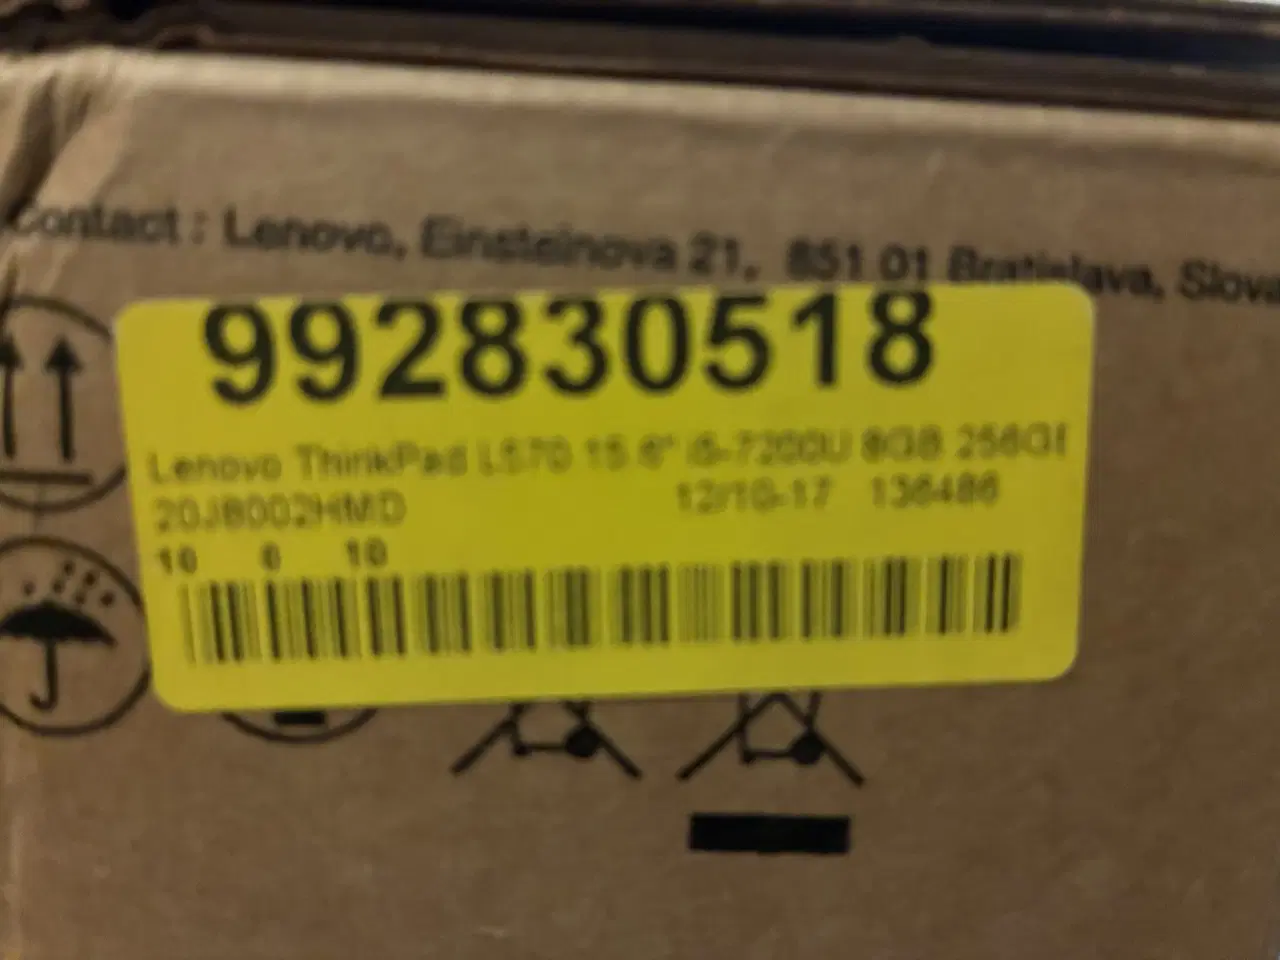 Contact : Lenovo, Einsteinova 21, 851 01 Bratislava, Slova
992830518
Lenovo ThinkPad L570 15.6" i5-7200U 8GB 256GB
20J8002HMD 12/10-17 136486
10 0 10